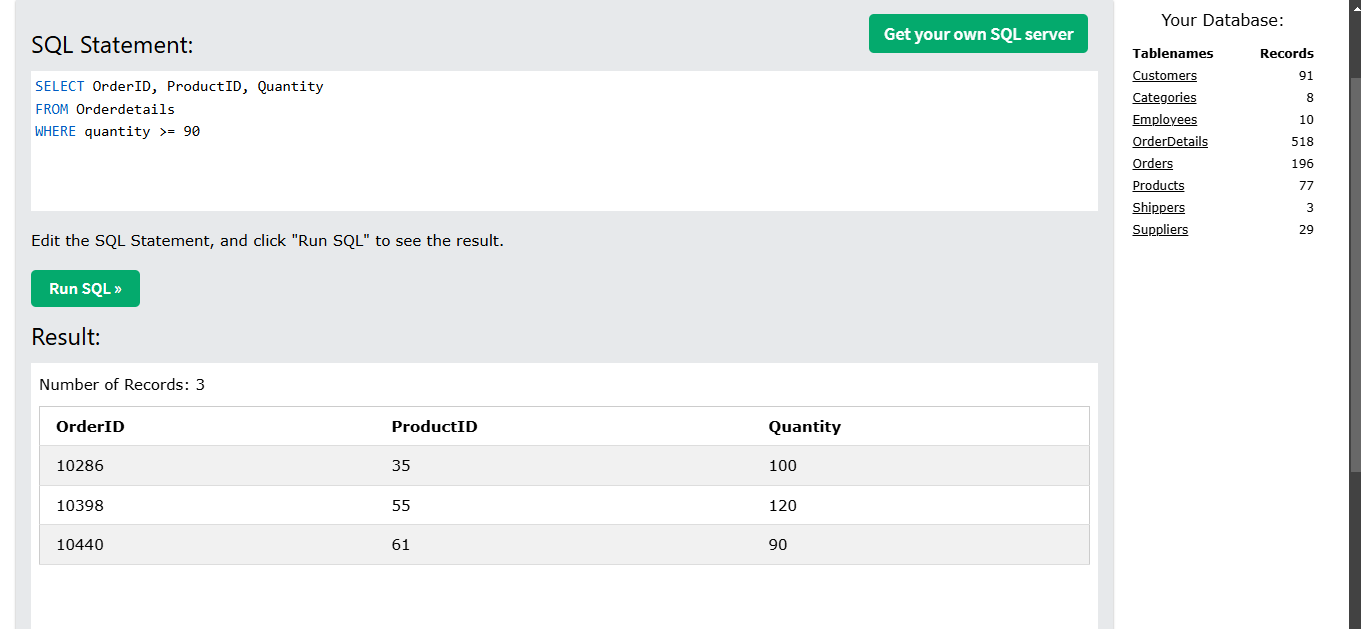 SQL Statement:
Get your own SQL server
SELECT OrderID, ProductID, Quantity
FROM Orderdetails
WHERE quantity >= 90
Edit the SQL Statement, and click "Run SQL" to see the result.
Run SQL »
Result:
Number of Records: 3
OrderID ProductID Quantity
10286 35 100
10398 55 120
10440 61 90
Your Database:
Tablenames Records
Customers 91
Categories 8
Employees 10
OrderDetails 518
Orders 196
Products 77
Shippers 3
Suppliers 29